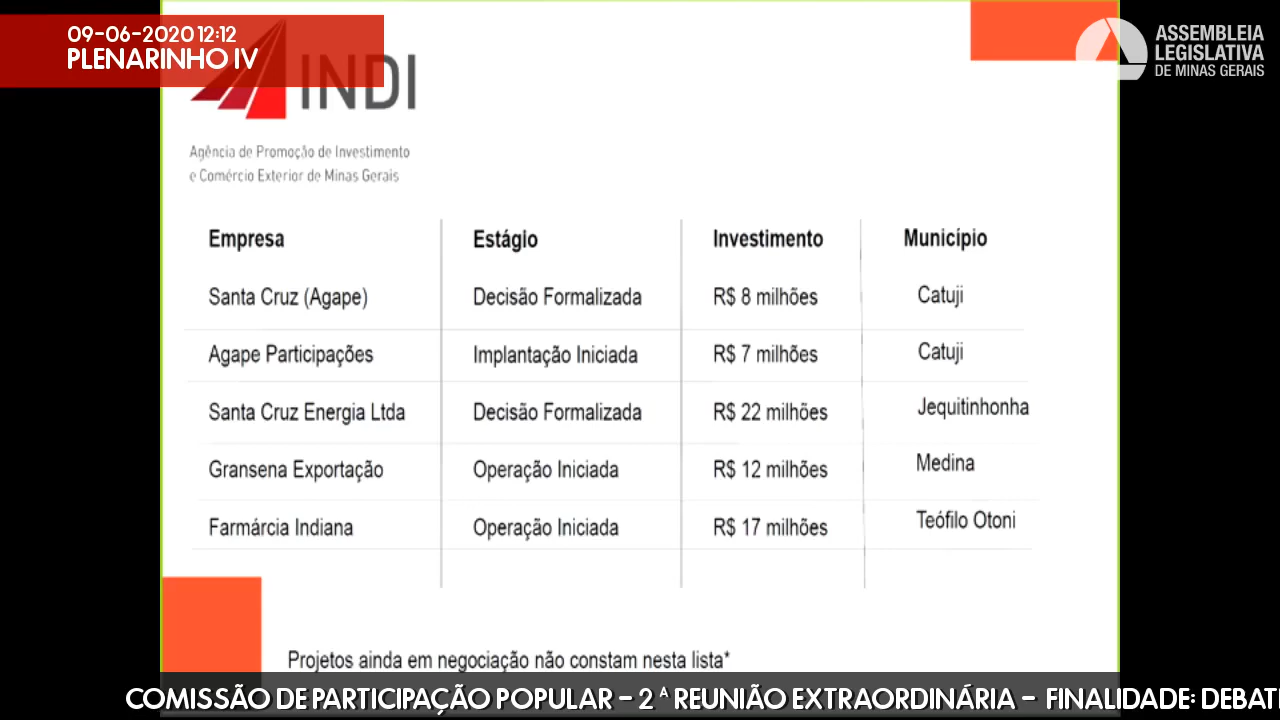 09-06-2020 12:12
PLENARINHO IV
ASSEMBLEIA
LEGISLATIVA
DE MINAS GERAIS
INDI
Agência de Promoção de Investimento
e Comércio Exterior de Minas Gerais
Empresa Estágio Investimento Município
Santa Cruz (Agape) Decisão Formalizada R$ 8 milhões Catuji
Agape Participações Implantação Iniciada R$ 7 milhões Catuji
Santa Cruz Energia Ltda Decisão Formalizada R$ 22 milhões Jequitinhonha
Gransena Exportação Operação Iniciada R$ 12 milhões Medina
Farmárcia Indiana Operação Iniciada R$ 17 milhões Teófilo Otoni
Projetos ainda em negociação não constam nesta lista*
COMISSÃO DE PARTICIPAÇÃO POPULAR – 2ª REUNIÃO EXTRAORDINÁRIA – FINALIDADE: DEBAT